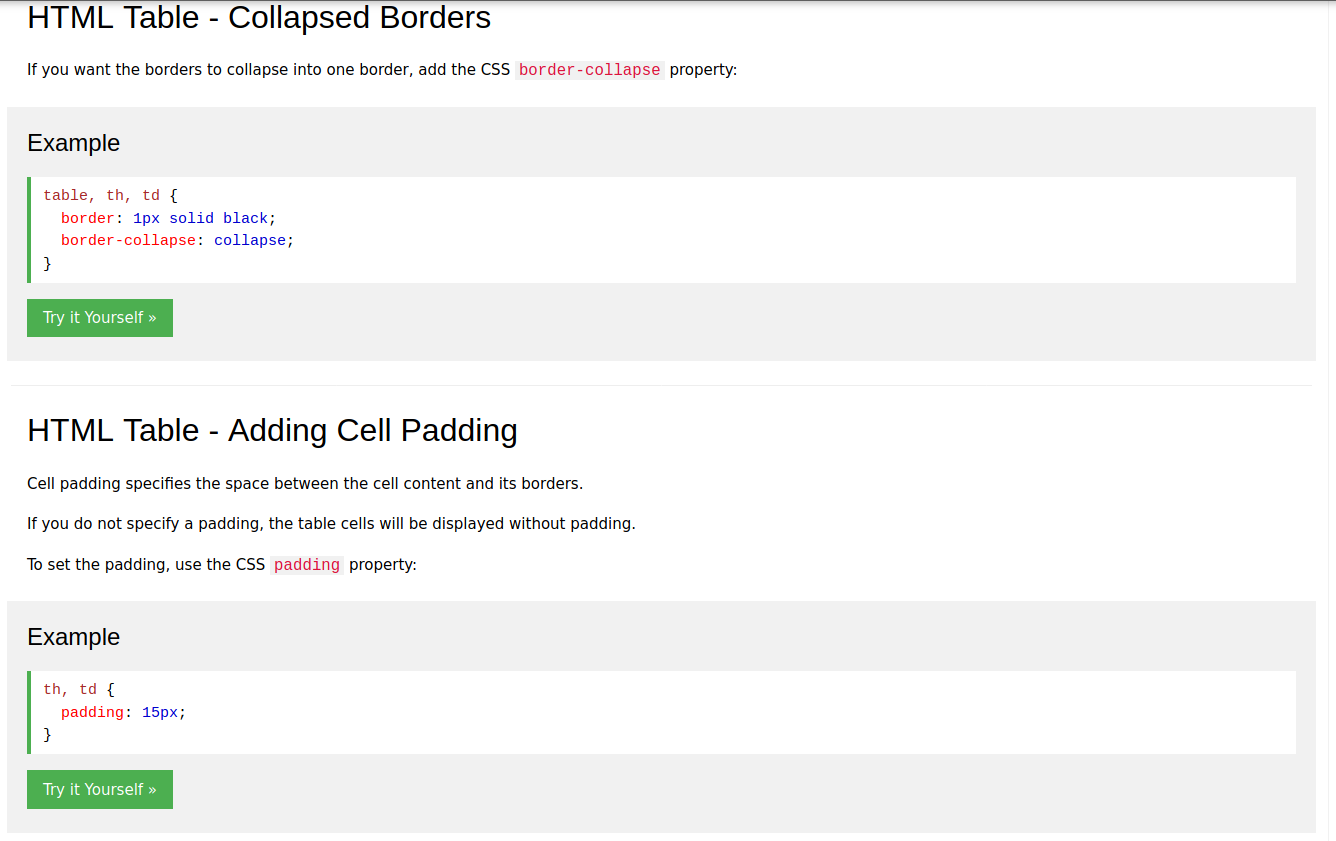 HTML Table - Collapsed Borders
If you want the borders to collapse into one border, add the CSS border-collapse property:
Example
table, th, td {
  border: 1px solid black;
  border-collapse: collapse;
}
Try it Yourself »
HTML Table - Adding Cell Padding
Cell padding specifies the space between the cell content and its borders.
If you do not specify a padding, the table cells will be displayed without padding.
To set the padding, use the CSS padding property:
Example
th, td {
  padding: 15px;
}
Try it Yourself »